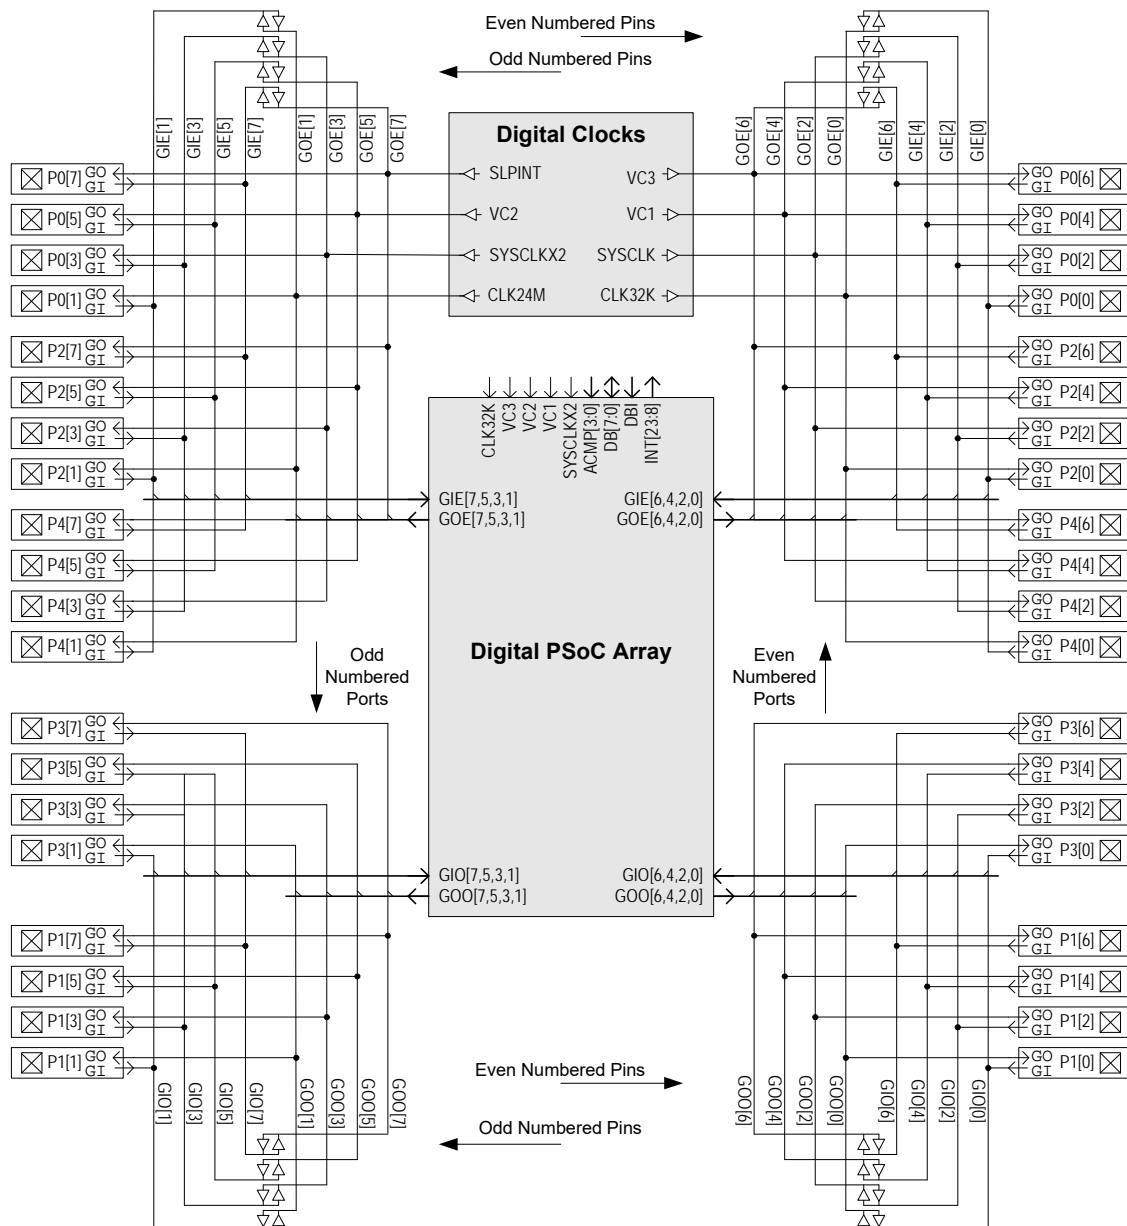 Even Numbered Pins
Odd Numbered Pins
GIE[1]
GIE[3]
GIE[5]
GIE[7]
GOE[1]
GOE[3]
GOE[5]
GOE[7]
Digital Clocks
SLPINT
VC3
VC2
VC1
SYSCLKX2
SYSCLK
CLK24M
CLK32K
GOE[6]
GOE[4]
GOE[2]
GOE[0]
GIE[6]
GIE[4]
GIE[2]
GIE[0]
P0[7] GO GI
P0[5] GO GI
P0[3] GO GI
P0[1] GO GI
P2[7] GO GI
P2[5] GO GI
P2[3] GO GI
P2[1] GO GI
P4[7] GO GI
P4[5] GO GI
P4[3] GO GI
P4[1] GO GI
GO GI P0[6]
GO GI P0[4]
GO GI P0[2]
GO GI P0[0]
GO GI P2[6]
GO GI P2[4]
GO GI P2[2]
GO GI P2[0]
GO GI P4[6]
GO GI P4[4]
GO GI P4[2]
GO GI P4[0]
CLK32K
VC3
VC2
VC1
SYSCLKX2
ACMP[3:0]
DB[7:0]
DBI
INT[23:8]
GIE[7,5,3,1]
GIE[6,4,2,0]
GOE[7,5,3,1]
GOE[6,4,2,0]
Digital PSoC Array
Odd
Numbered
Ports
Even
Numbered
Ports
P3[7] GO GI
P3[5] GO GI
P3[3] GO GI
P3[1] GO GI
GO GI P3[6]
GO GI P3[4]
GO GI P3[2]
GO GI P3[0]
GIO[7,5,3,1]
GIO[6,4,2,0]
GOO[7,5,3,1]
GOO[6,4,2,0]
P1[7] GO GI
P1[5] GO GI
P1[3] GO GI
P1[1] GO GI
GO GI P1[6]
GO GI P1[4]
GO GI P1[2]
GO GI P1[0]
GIO[1]
GIO[3]
GIO[5]
GIO[7]
GOO[1]
GOO[3]
GOO[5]
GOO[7]
Even Numbered Pins
Odd Numbered Pins
GOO[6]
GOO[4]
GOO[2]
GOO[0]
GIO[6]
GIO[4]
GIO[2]
GIO[0]